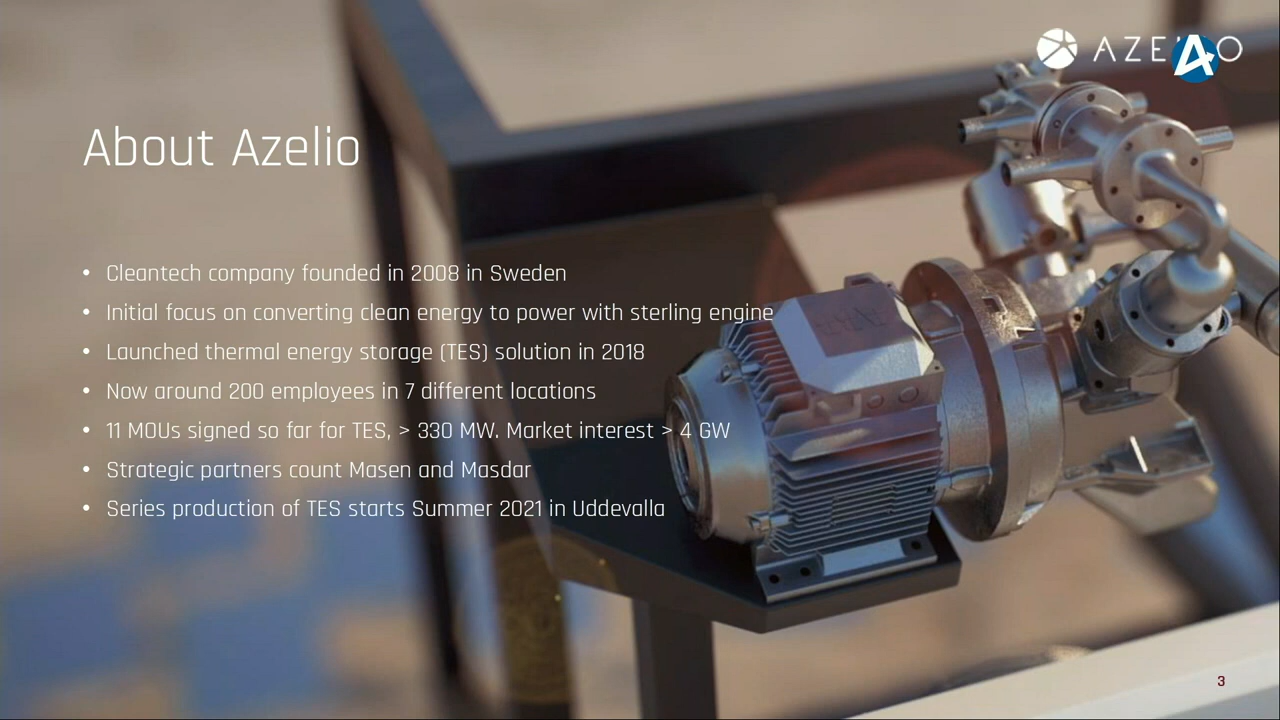 About Azelio
• Cleantech company founded in 2008 in Sweden
• Initial focus on converting clean energy to power with sterling engine
• Launched thermal energy storage (TES) solution in 2018
• Now around 200 employees in 7 different locations
• 11 MOUs signed so far for TES, > 330 MW. Market interest > 4 GW
• Strategic partners count Masen and Masdar
• Series production of TES starts Summer 2021 in Uddevalla
3